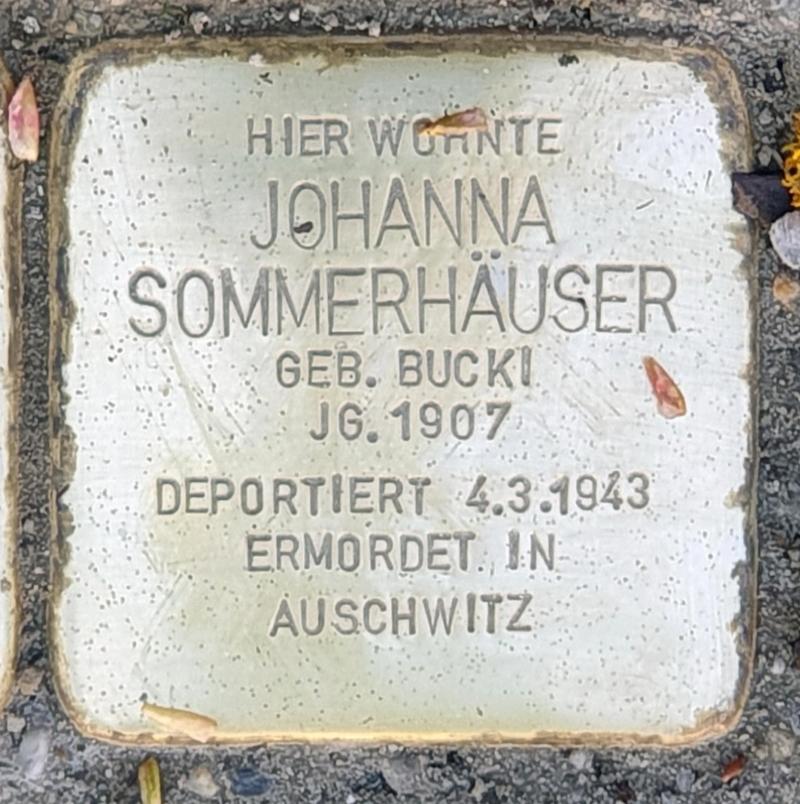 HIER WOHNTE
JOHANNA
SOMMERHÄUSER
GEB. BUCKI
JG. 1907
DEPORTIERT 4.3.1943
ERMORDET IN
AUSCHWITZ